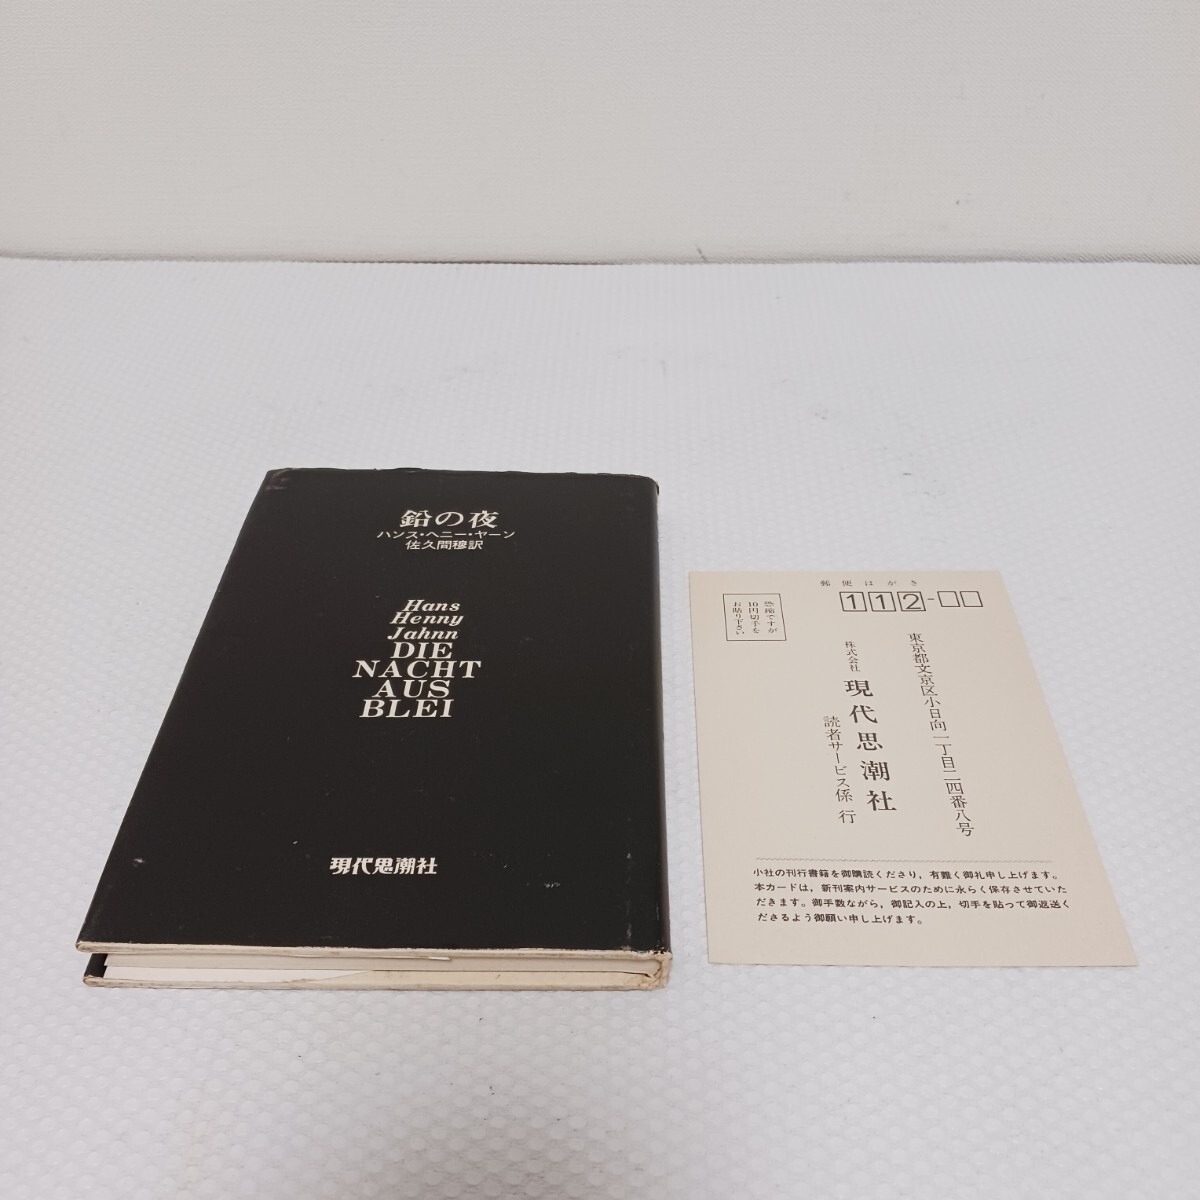 鉛の夜
ハンス・ヘニー・ヤーン
佐久間穆訳
Hans
Henny
Jahnn
DIE
NACHT
AUS
BLEI
現代思潮社
郵便はがき
112-
恐縮ですが
10円切手を
お貼り下さい
東京都文京区小日向一丁目二四番八号
株式会社 現代思潮社
読者サービス係 行
小社の刊行書籍を御購読くださり，有難く御礼申し上げます。
本カードは，新刊案内サービスのために永らく保存させていた
だきます。御手数ながら，御記入の上，切手を貼って御返送く
ださるよう御願い申し上げます。